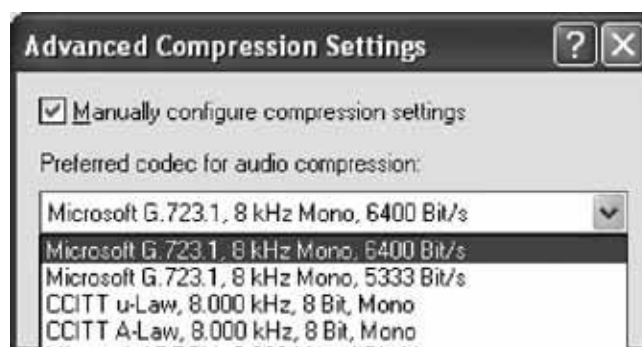 Advanced Compression Settings
Manually configure compression settings
Preferred codec for audio compression:
Microsoft G.723.1, 8 kHz Mono, 6400 Bit/s
Microsoft G.723.1, 8 kHz Mono, 6400 Bit/s
Microsoft G.723.1, 8 kHz Mono, 5333 Bit/s
CCITT u-Law, 8.000 kHz, 8 Bit, Mono
CCITT A-Law, 8.000 kHz, 8 Bit, Mono